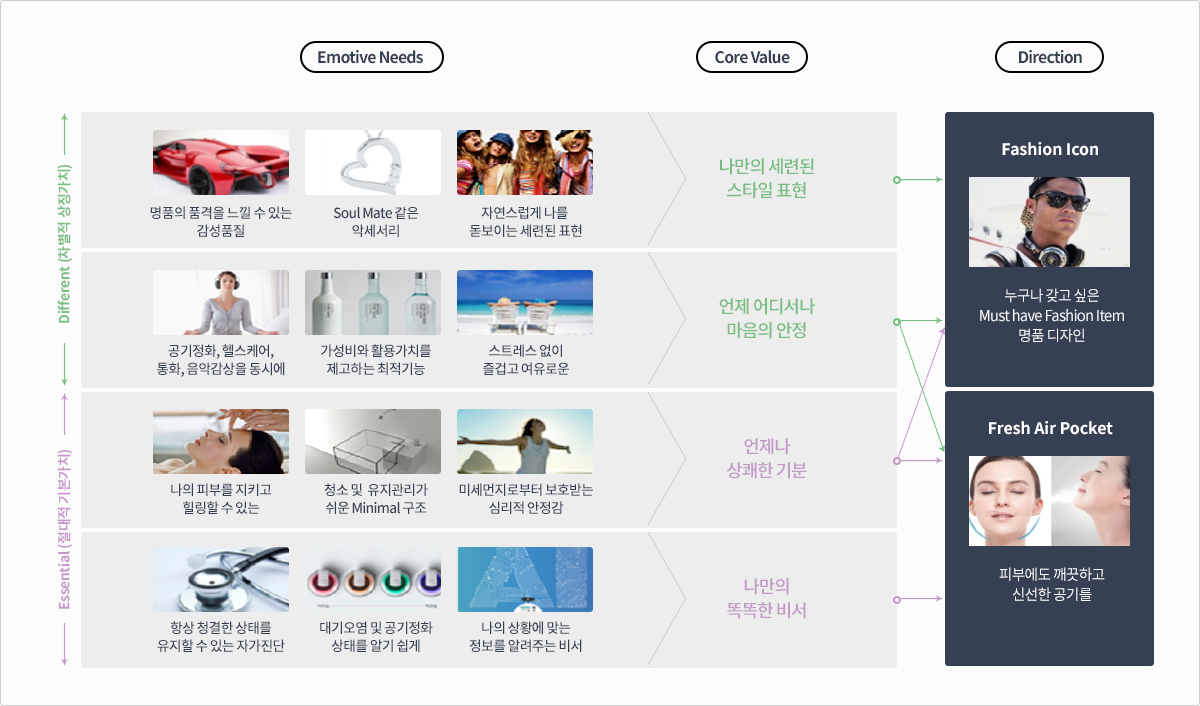 Emotive Needs
Core Value
Direction
Different (차별적 상징가치)
명품의 품격을 느낄 수 있는
감성품질
Soul Mate 같은
악세서리
자연스럽게 나를
돋보이는 세련된 표현
나만의 세련된
스타일 표현
공기정화, 헬스케어,
통화, 음악감상을 동시에
가성비와 활용가치를
제고하는 최적기능
스트레스 없이
즐겁고 여유로운
언제 어디서나
마음의 안정
Essential (절대적 기본가치)
나의 피부를 지키고
힐링할 수 있는
청소 및 유지관리가
쉬운 Minimal 구조
미세먼지로부터 보호받는
심리적 안정감
언제나
상쾌한 기분
항상 청결한 상태를
유지할 수 있는 자가진단
대기오염 및 공기정화
상태를 알기 쉽게
AI
나의 상황에 맞는
정보를 알려주는 비서
나만의
똑똑한 비서
Fashion Icon
누구나 갖고 싶은
Must have Fashion Item
명품 디자인
Fresh Air Pocket
피부에도 깨끗하고
신선한 공기를